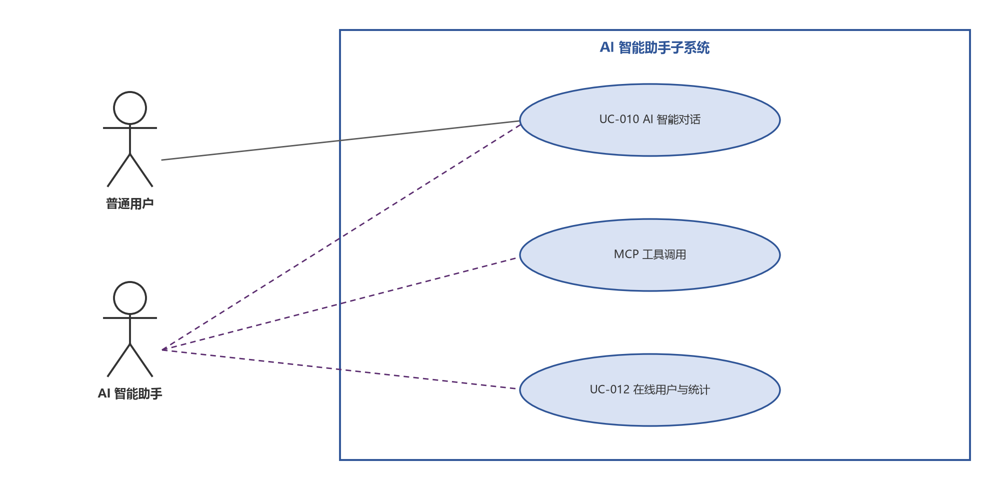 AI 智能助手子系统
UC-010 AI 智能对话
普通用户
MCP 工具调用
AI 智能助手
UC-012 在线用户与统计